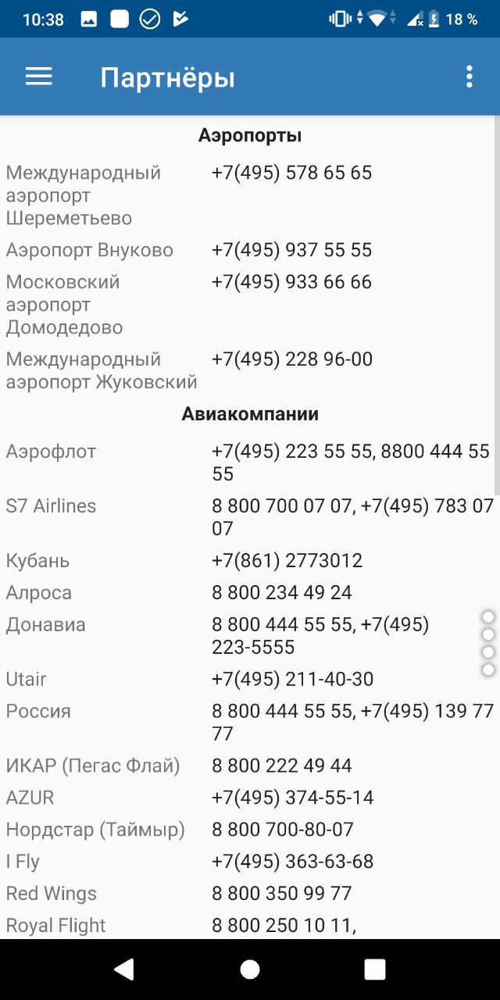 10:38
18 %
Партнёры
Аэропорты
Международный +7(495) 578 65 65
аэропорт
Шереметьево
Аэропорт Внуково +7(495) 937 55 55
Московский +7(495) 933 66 66
аэропорт
Домодедово
Международный +7(495) 228 96-00
аэропорт Жуковский
Авиакомпании
Аэрофлот +7(495) 223 55 55, 8800 444 55
55
S7 Airlines 8 800 700 07 07, +7(495) 783 07
07
Кубань +7(861) 2773012
Алроса 8 800 234 49 24
Донавиа 8 800 444 55 55, +7(495)
223-5555
Utair +7(495) 211-40-30
Россия 8 800 444 55 55, +7(495) 139 77
77
ИКАР (Пегас Флай) 8 800 222 49 44
AZUR +7(495) 374-55-14
Нордстар (Таймыр) 8 800 700-80-07
I Fly +7(495) 363-63-68
Red Wings 8 800 350 99 77
Royal Flight 8 800 250 10 11,